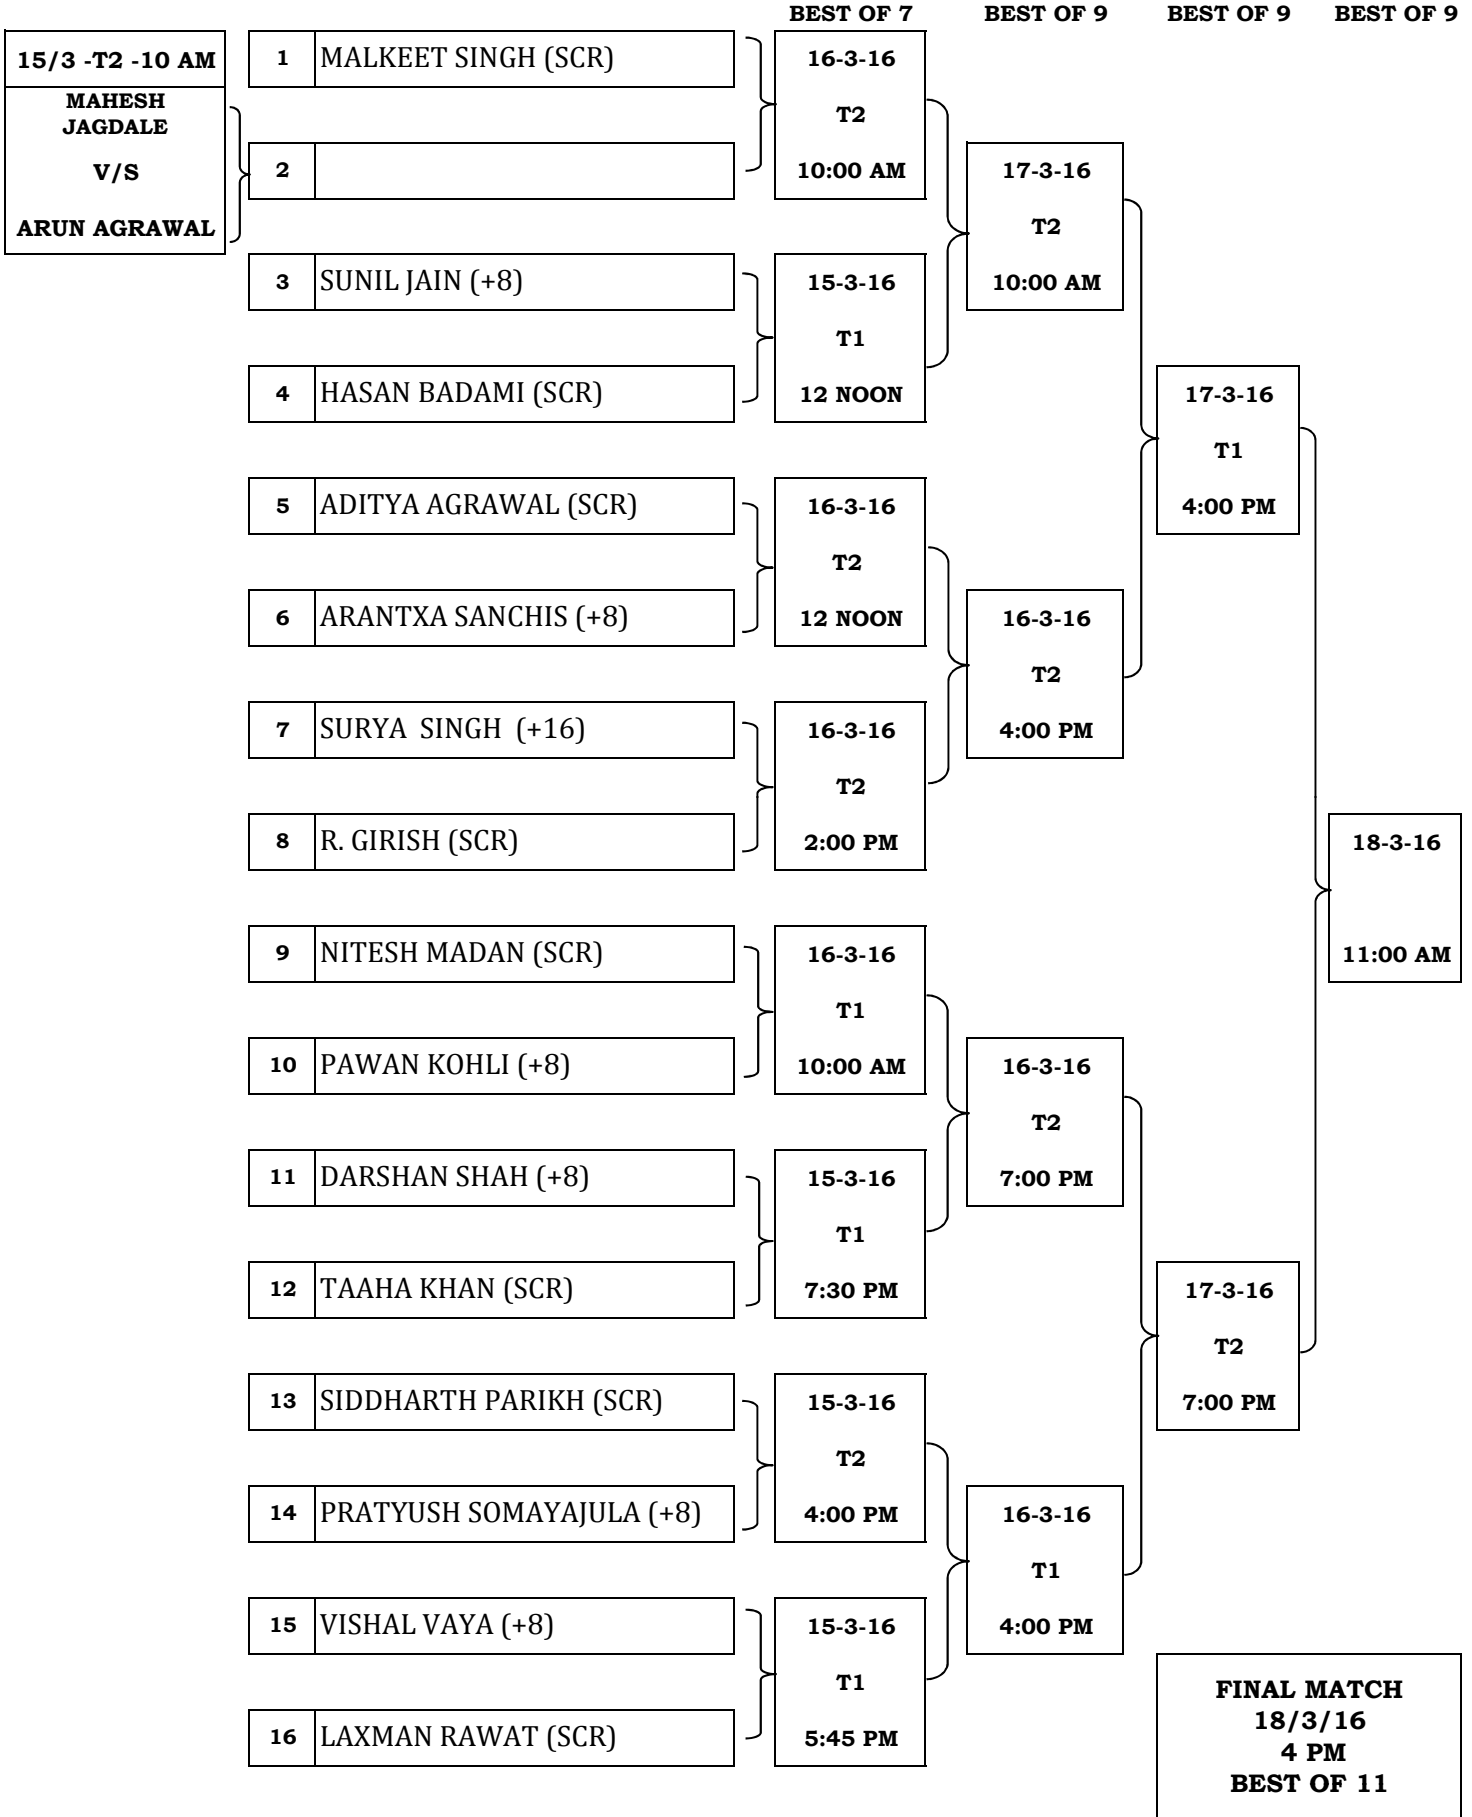 BEST OF 7 BEST OF 9 BEST OF 9 BEST OF 9
15/3 -T2 -10 AM
MAHESH
JAGDALE
V/S
ARUN AGRAWAL
1 MALKEET SINGH (SCR)
2
3 SUNIL JAIN (+8)
4 HASAN BADAMI (SCR)
5 ADITYA AGRAWAL (SCR)
6 ARANTXA SANCHIS (+8)
7 SURYA SINGH (+16)
8 R. GIRISH (SCR)
9 NITESH MADAN (SCR)
10 PAWAN KOHLI (+8)
11 DARSHAN SHAH (+8)
12 TAAHA KHAN (SCR)
13 SIDDHARTH PARIKH (SCR)
14 PRATYUSH SOMAYAJULA (+8)
15 VISHAL VAYA (+8)
16 LAXMAN RAWAT (SCR)
16-3-16
T2
10:00 AM
15-3-16
T1
12 NOON
16-3-16
T2
12 NOON
16-3-16
T2
2:00 PM
16-3-16
T1
10:00 AM
15-3-16
T1
7:30 PM
15-3-16
T2
4:00 PM
15-3-16
T1
5:45 PM
17-3-16
T2
10:00 AM
16-3-16
T2
4:00 PM
16-3-16
T2
7:00 PM
16-3-16
T1
4:00 PM
17-3-16
T1
4:00 PM
17-3-16
T2
7:00 PM
18-3-16
11:00 AM
FINAL MATCH
18/3/16
4 PM
BEST OF 11